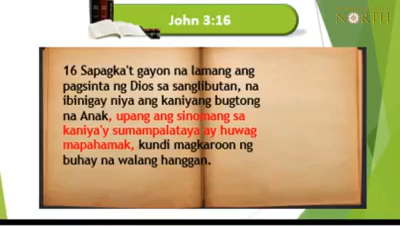 John 3:16
NORTH
16 Sapagka't gayon na lamang ang
pagsinta ng Dios sa sanglibutan, na
ibinigay niya ang kaniyang bugtong
na Anak, upang ang sinomang sa
kaniya'y sumampalataya ay huwag
mapahamak, kundi magkaroon ng
buhay na walang hanggan.